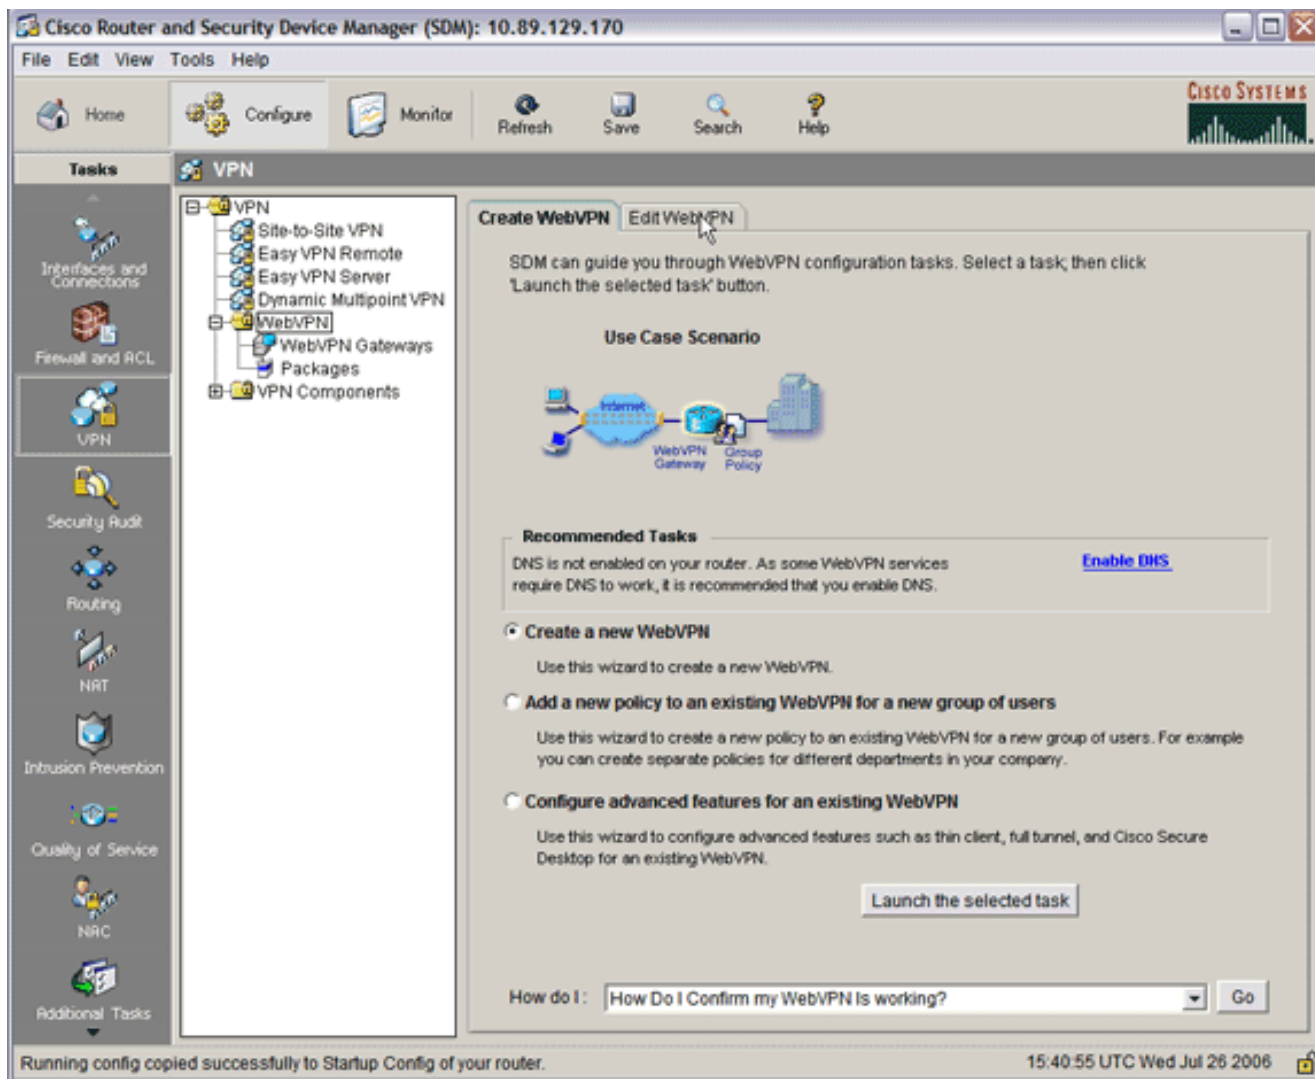 Cisco Router and Security Device Manager (SDM): 10.89.129.170
File Edit View Tools Help
Home
Configure
Monitor
Refresh
Save
Search
Help
CISCO SYSTEMS
Tasks
VPN
Interfaces and
Connections
Firewall and ACL
VPN
Security Audit
Routing
NAT
Intrusion Prevention
Quality of Service
NAC
Additional Tasks
VPN
Site-to-Site VPN
Easy VPN Remote
Easy VPN Server
Dynamic Multipoint VPN
WebVPN
WebVPN Gateways
Packages
VPN Components
Create WebVPN
Edit WebVPN
SDM can guide you through WebVPN configuration tasks. Select a task; then click
'Launch the selected task' button.
Use Case Scenario
Internet
WebVPN
Gateway
Group
Policy
Recommended Tasks
DNS is not enabled on your router. As some WebVPN services
require DNS to work, it is recommended that you enable DNS.
Enable DNS
Create a new WebVPN
Use this wizard to create a new WebVPN.
Add a new policy to an existing WebVPN for a new group of users
Use this wizard to create a new policy to an existing WebVPN for a new group of users. For example
you can create separate policies for different departments in your company.
Configure advanced features for an existing WebVPN
Use this wizard to configure advanced features such as thin client, full tunnel, and Cisco Secure
Desktop for an existing WebVPN.
Launch the selected task
How do I :
How Do I Confirm my WebVPN Is working?
Go
Running config copied successfully to Startup Config of your router.
15:40:55 UTC Wed Jul 26 2006